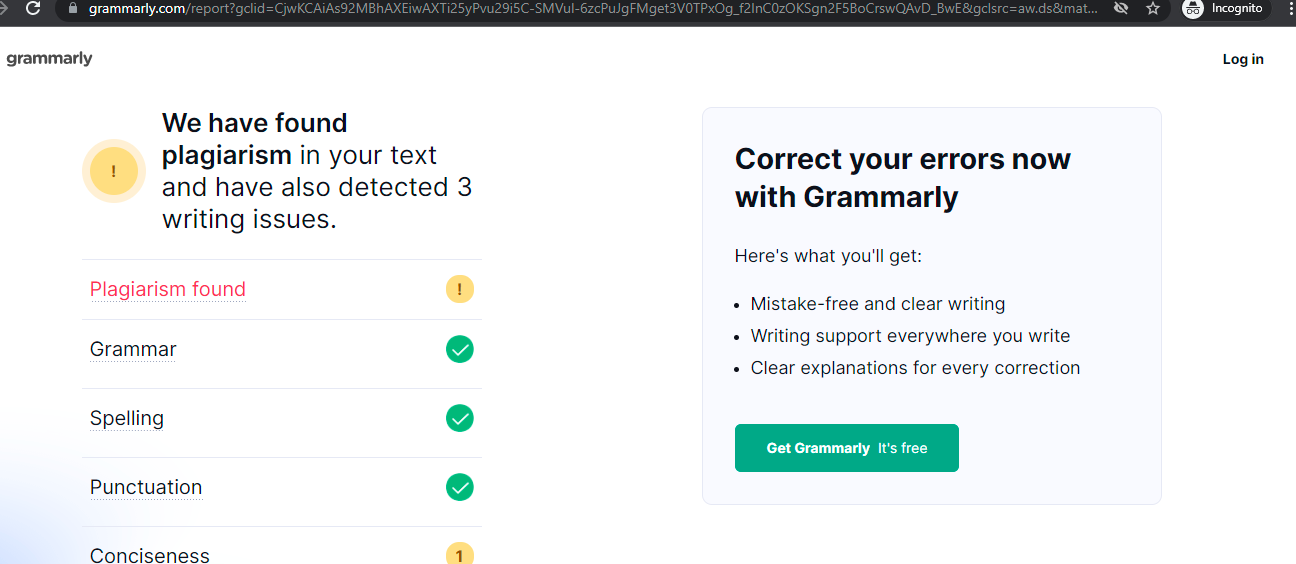 grammarly.com/report?gclid=CjwKCAiAs92MBhAXEiwAXTi25yPvu29i5C-SMVuI-6zcPuJgFMget3V0TPxOg_f2InC0zOKSgn2F5BoCrswQAvD_BwE&gclsrc=aw.ds&mat...
Incognito
grammarly
Log in
We have found
plagiarism in your text
and have also detected 3
writing issues.
!
Plagiarism found
!
Grammar
Spelling
Punctuation
Conciseness
1
Correct your errors now
with Grammarly
Here's what you'll get:
• Mistake-free and clear writing
• Writing support everywhere you write
• Clear explanations for every correction
Get Grammarly It's free